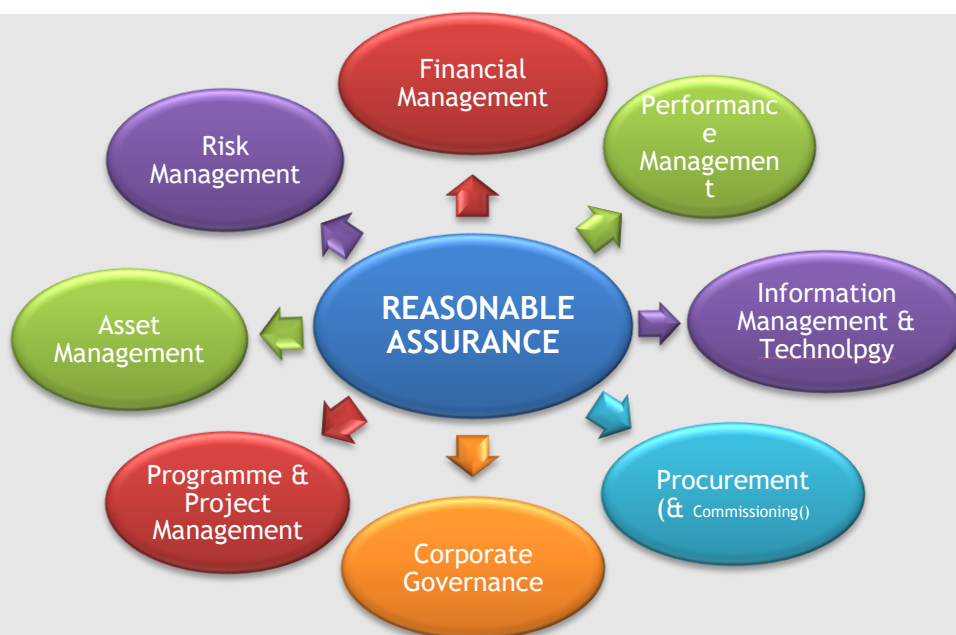 Financial
Management
Performanc
e
Managemen
t
Risk
Management
REASONABLE
ASSURANCE
Information
Management &
Technolpgy
Asset
Management
Procurement
(& Commissioning()
Programme &
Project
Management
Corporate
Governance